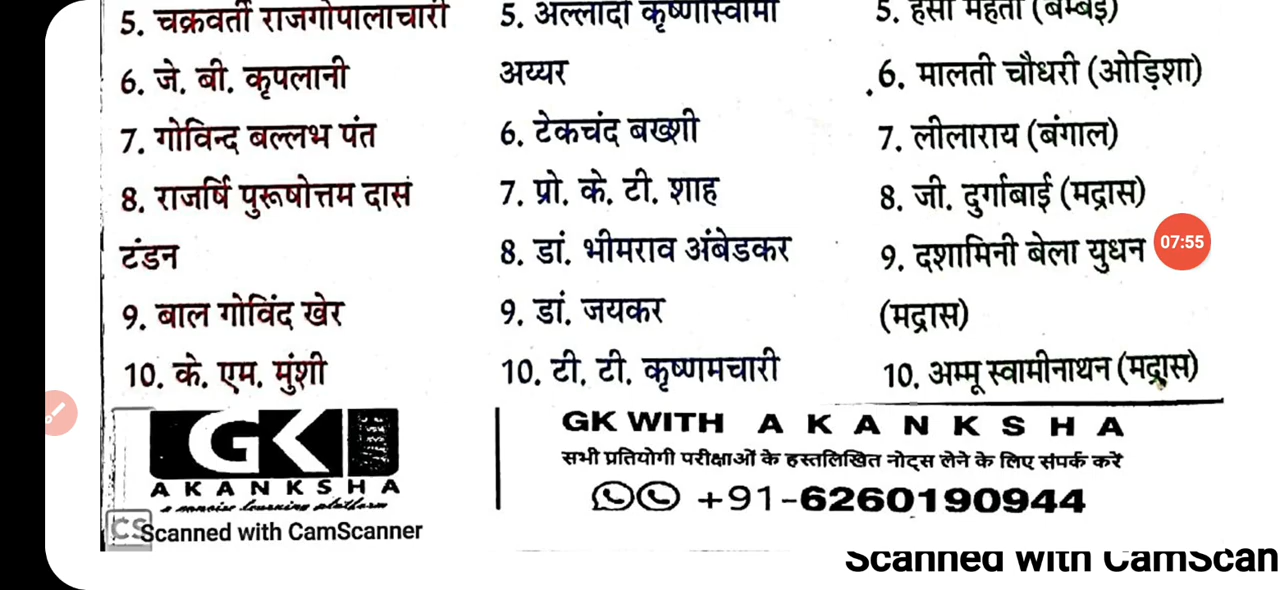 5. चक्रवर्ती राजगोपालाचारी
6. जे. बी. कृपलानी
7. गोविन्द बल्लभ पंत
8. राजर्षि पुरूषोत्तम दास
टंडन
9. बाल गोविंद खेर
10. के. एम. मुंशी
5. अल्लादी कृष्णास्वामी
अय्यर
6. टेकचंद बख्शी
7. प्रो. के. टी. शाह
8. डां. भीमराव अंबेडकर
9. डां. जयकर
10. टी. टी. कृष्णमचारी
5. हंसा मेहता (बम्बई)
6. मालती चौधरी (ओड़िशा)
7. लीलाराय (बंगाल)
8. जी. दुर्गाबाई (मद्रास)
9. दशामिनी बेला युधन
(मद्रास)
10. अम्मू स्वामीनाथन (मद्रास)
07:55
GK
AKANKSHA
a concise learning platform
CS Scanned with CamScanner
GK WITH AKANKSHA
सभी प्रतियोगी परीक्षाओं के हस्तलिखित नोट्स लेने के लिए संपर्क करें
+91-6260190944
Scanned with CamScan